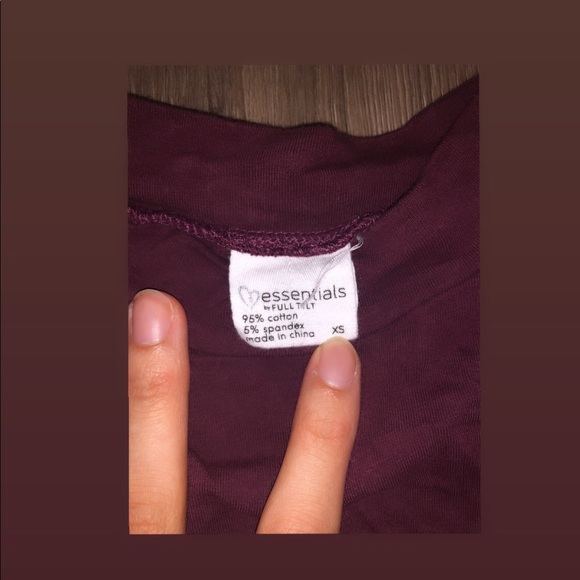 essentials
by FULL TILT
95% cotton
5% spandex
made in china XS